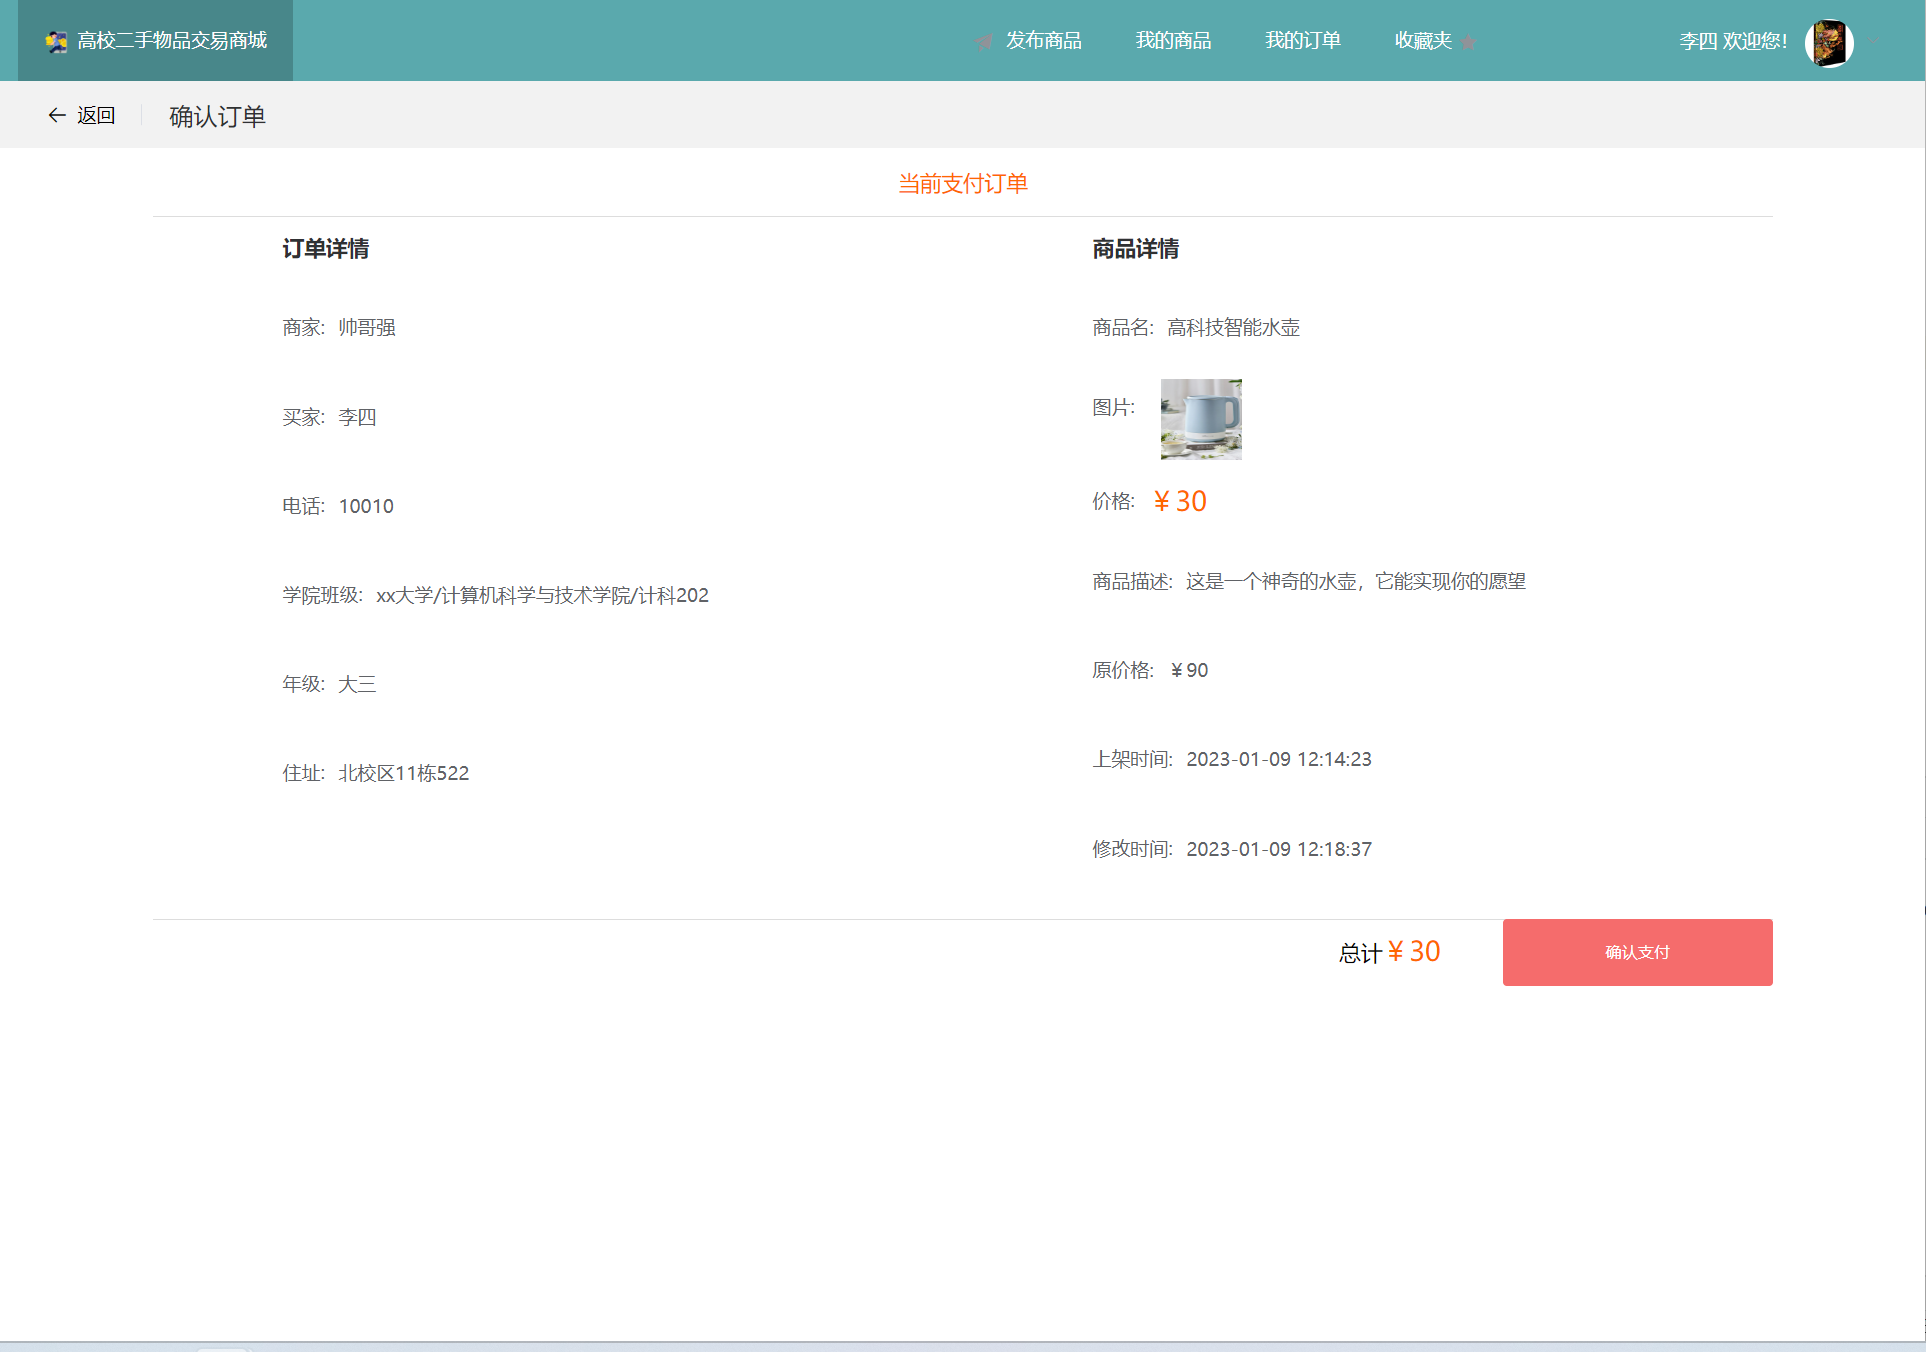 高校二手物品交易商城
发布商品 我的商品 我的订单 收藏夹
李四 欢迎您!
返回 确认订单
当前支付订单
订单详情
商家: 帅哥强
买家: 李四
电话: 10010
学院班级: xx大学/计算机科学与技术学院/计科202
年级: 大三
住址: 北校区11栋522
商品详情
商品名: 高科技智能水壶
图片:
价格: ¥ 30
商品描述: 这是一个神奇的水壶，它能实现你的愿望
原价格: ¥ 90
上架时间: 2023-01-09 12:14:23
修改时间: 2023-01-09 12:18:37
总计 ¥ 30
确认支付